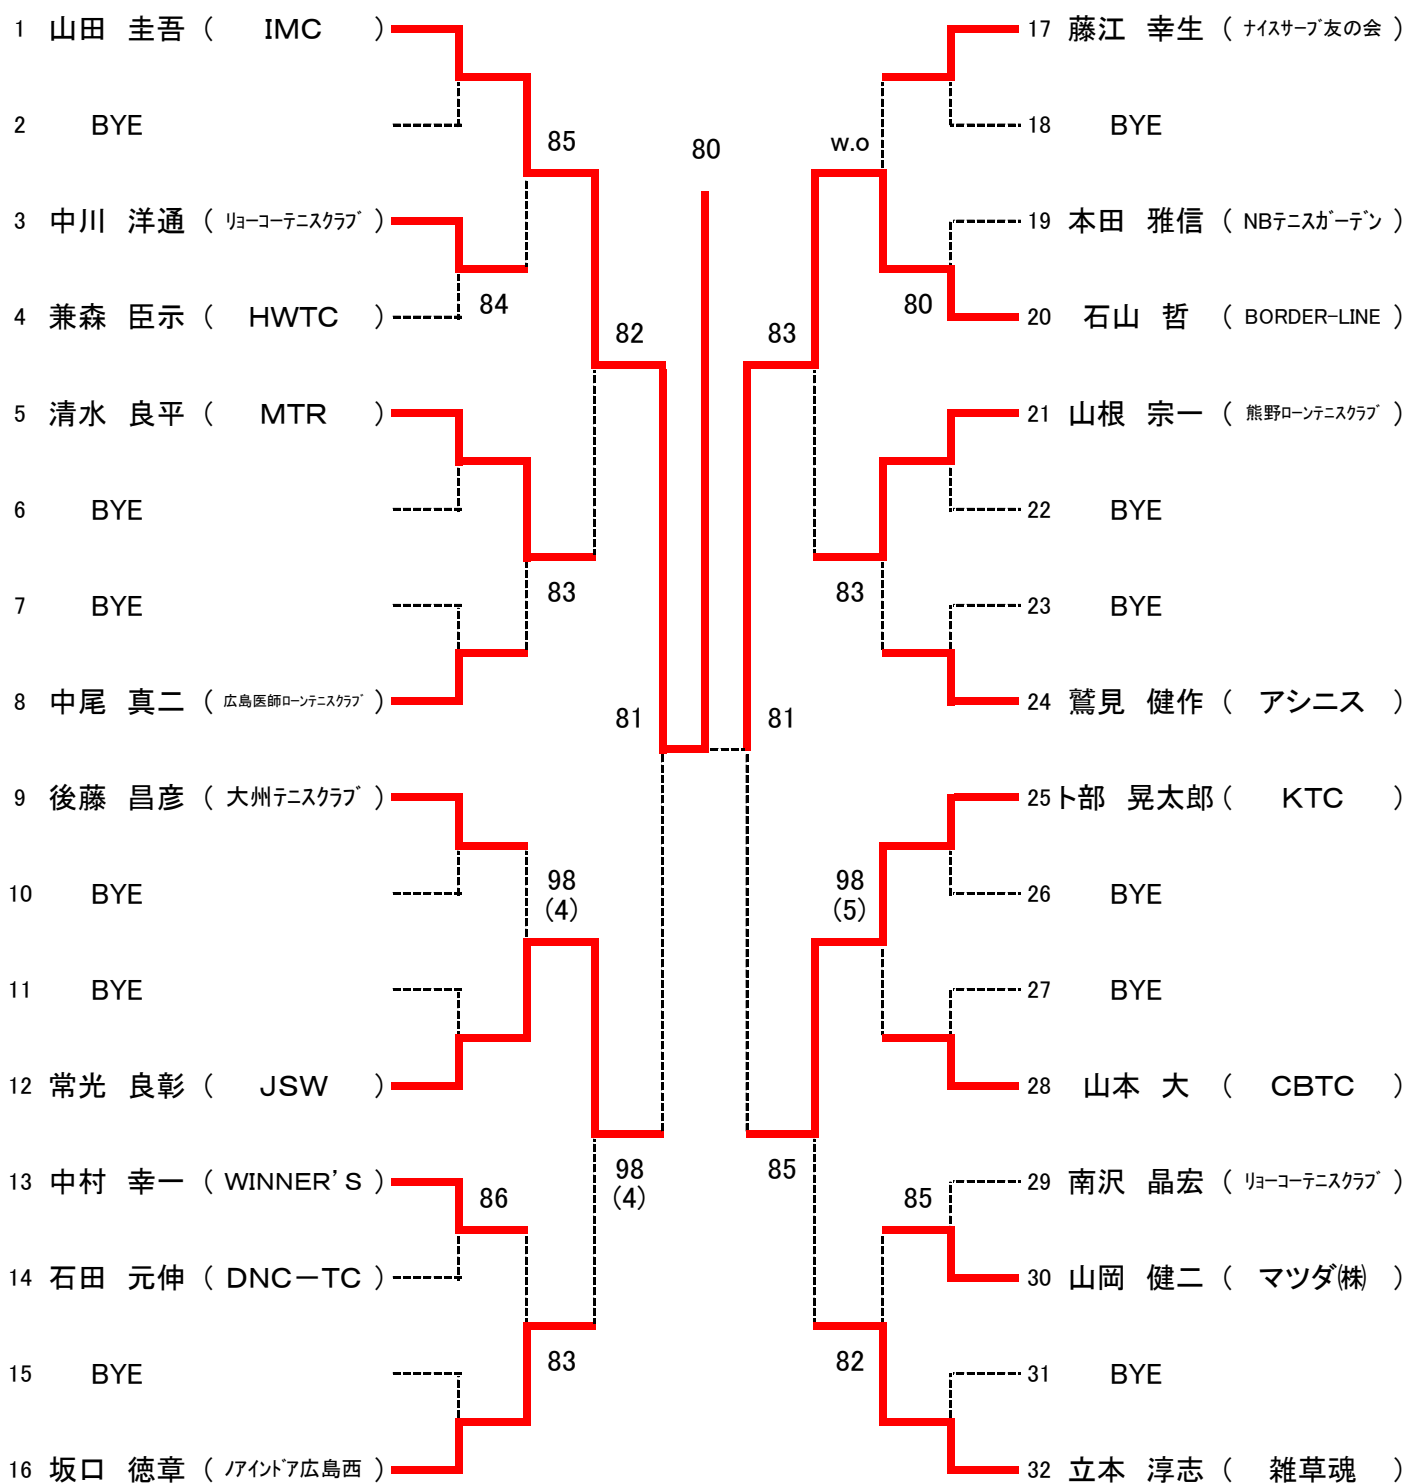 1 山田 圭吾 ( IMC )
2 BYE
85
3 中川 洋通 ( リョーコーテニスクラブ )
84
4 兼森 臣示 ( HWTC )
82
5 清水 良平 ( MTR )
6 BYE
83
7 BYE
8 中尾 真二 ( 広島医師ローンテニスクラブ )
81
9 後藤 昌彦 ( 大州テニスクラブ )
98
(4)
10 BYE
11 BYE
12 常光 良彰 ( JSW )
98
(4)
13 中村 幸一 ( WINNER'S )
86
14 石田 元伸 ( DNC-TC )
83
15 BYE
16 坂口 徳章 ( ノアインドア広島西 )
80
17 藤江 幸生 ( ナイスサーブ友の会 )
18 BYE
w.o
19 本田 雅信 ( NBテニスガーデン )
80
20 石山 哲 ( BORDER-LINE )
83
21 山根 宗一 ( 熊野ローンテニスクラブ )
22 BYE
83
23 BYE
24 鷲見 健作 ( アシニス )
81
25 卜部 晃太郎 ( KTC )
98
(5)
26 BYE
27 BYE
28 山本 大 ( CBTC )
85
29 南沢 晶宏 ( リョーコーテニスクラブ )
85
30 山岡 健二 ( マツダ㈱ )
82
31 BYE
32 立本 淳志 ( 雑草魂 )